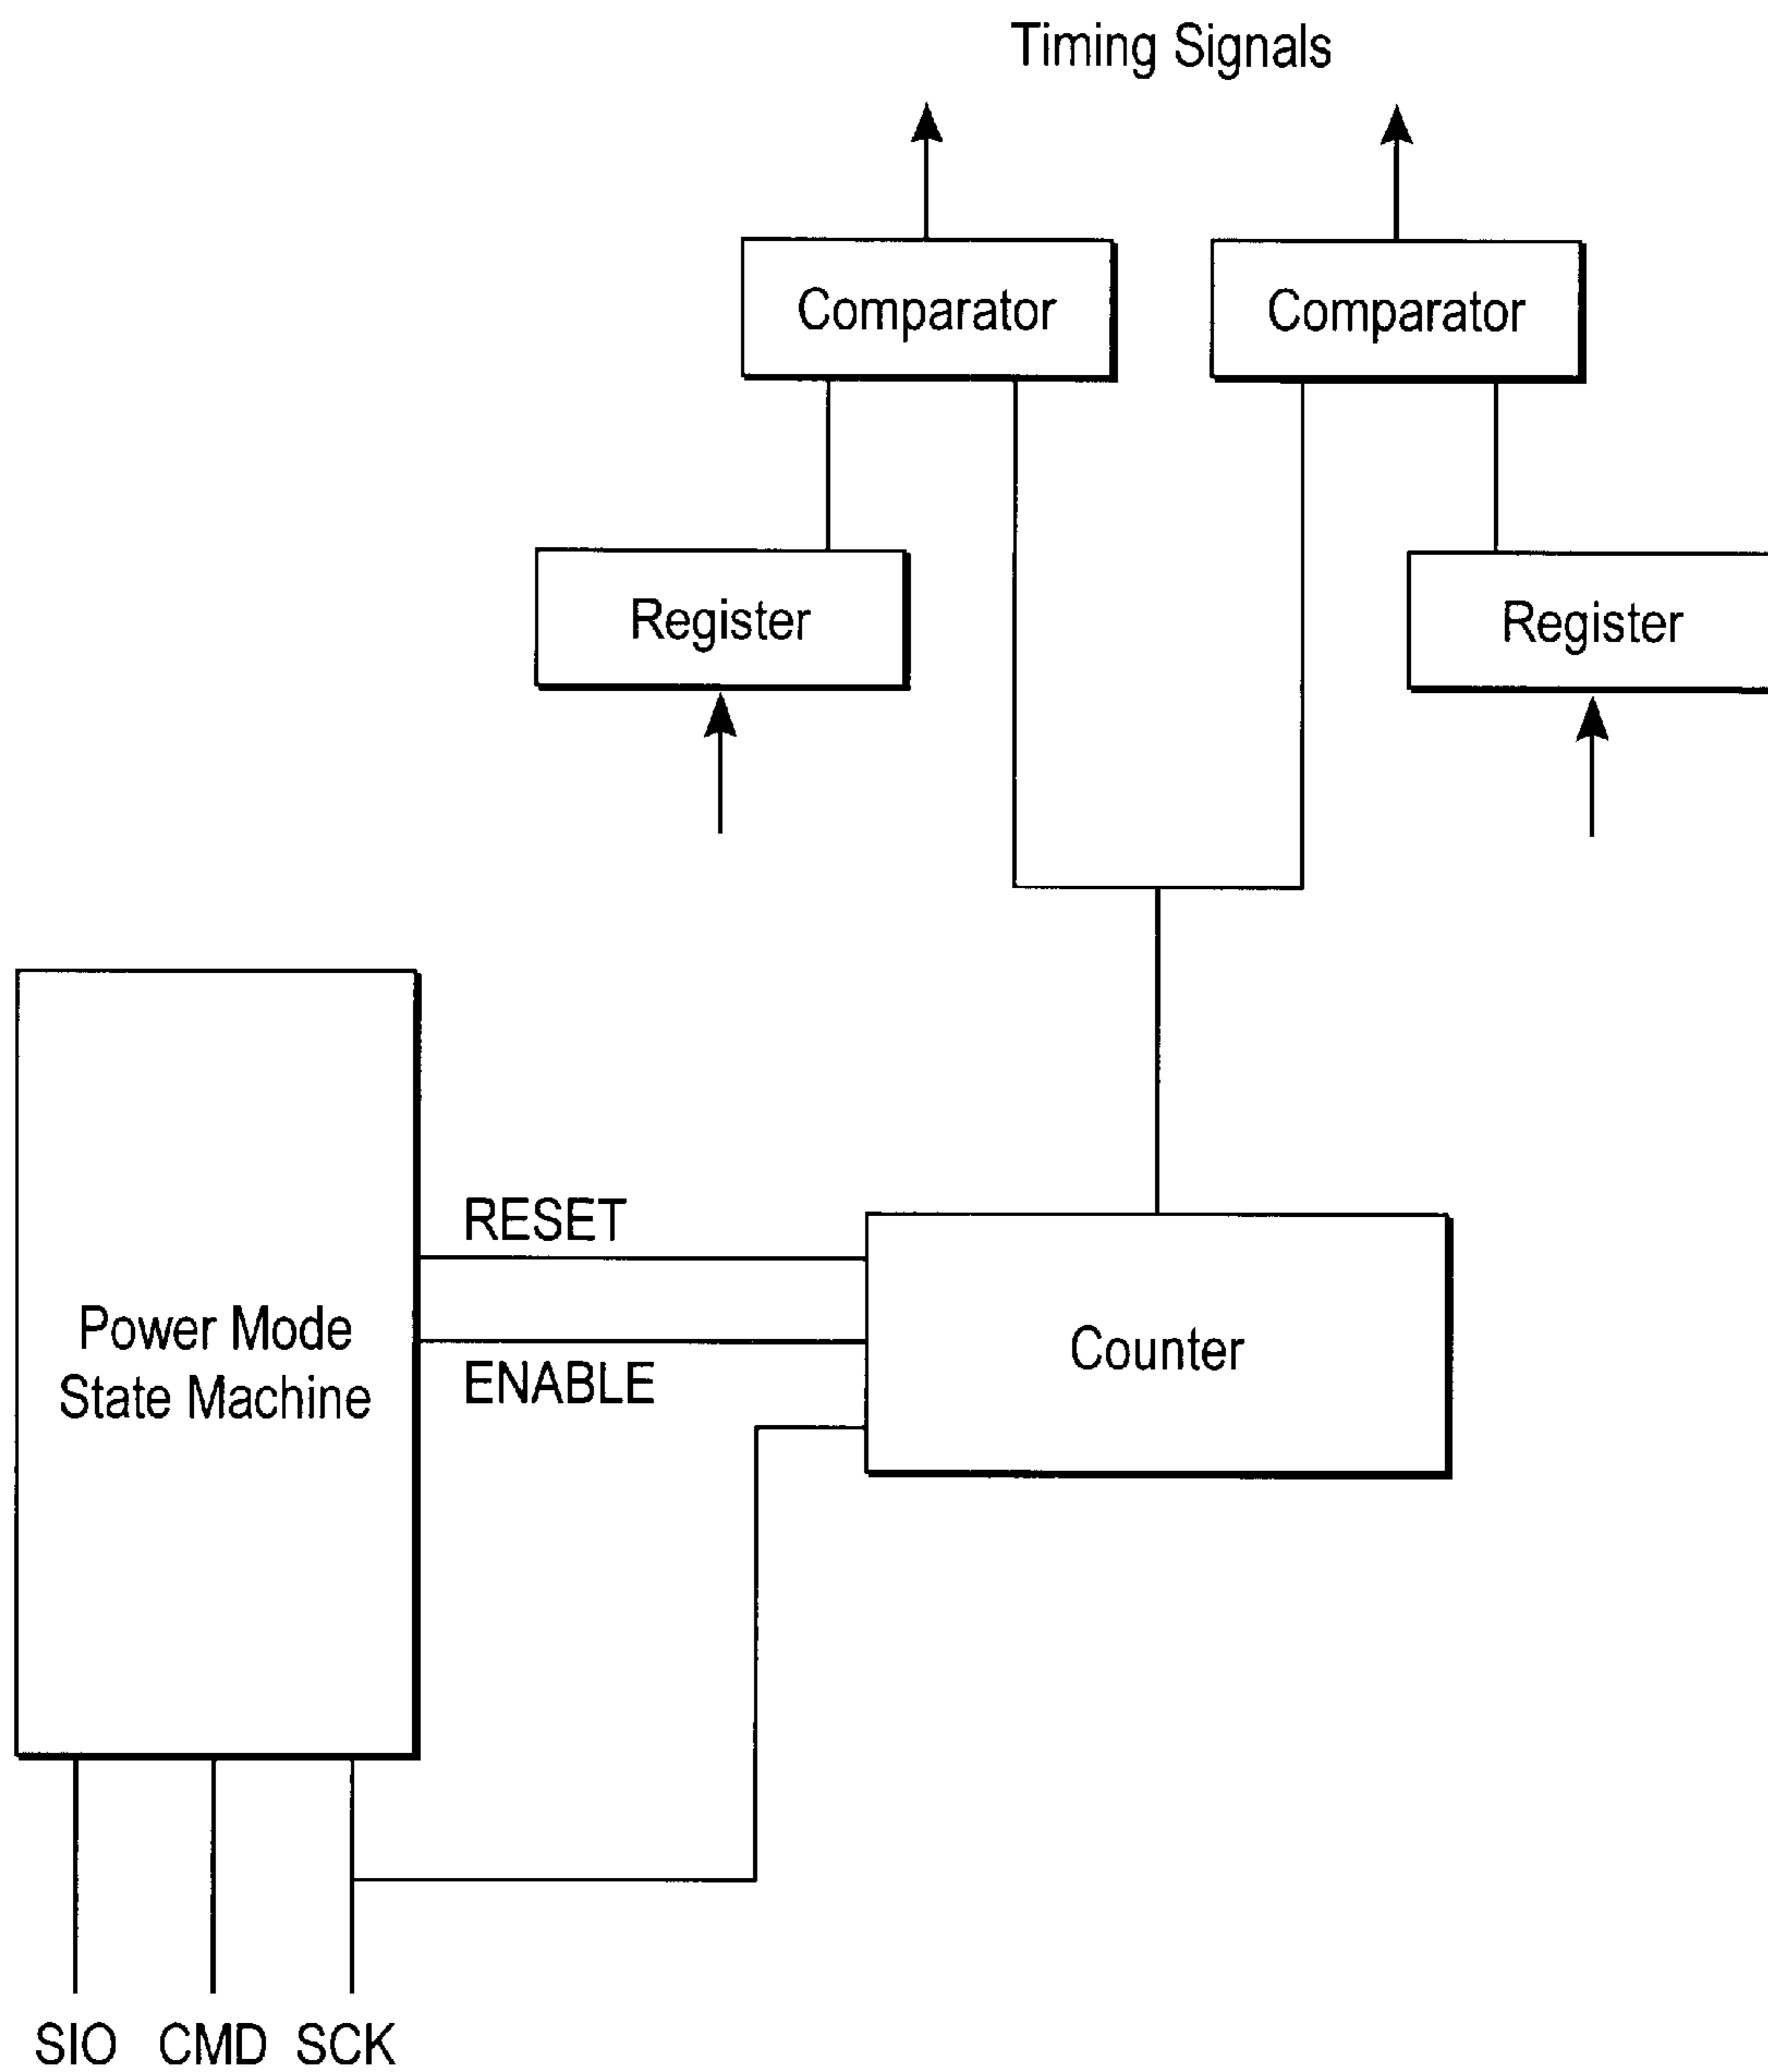 Timing Signals
Comparator
Comparator
Register
Register
RESET
Power Mode
State Machine
ENABLE
Counter
SIO
CMD
SCK